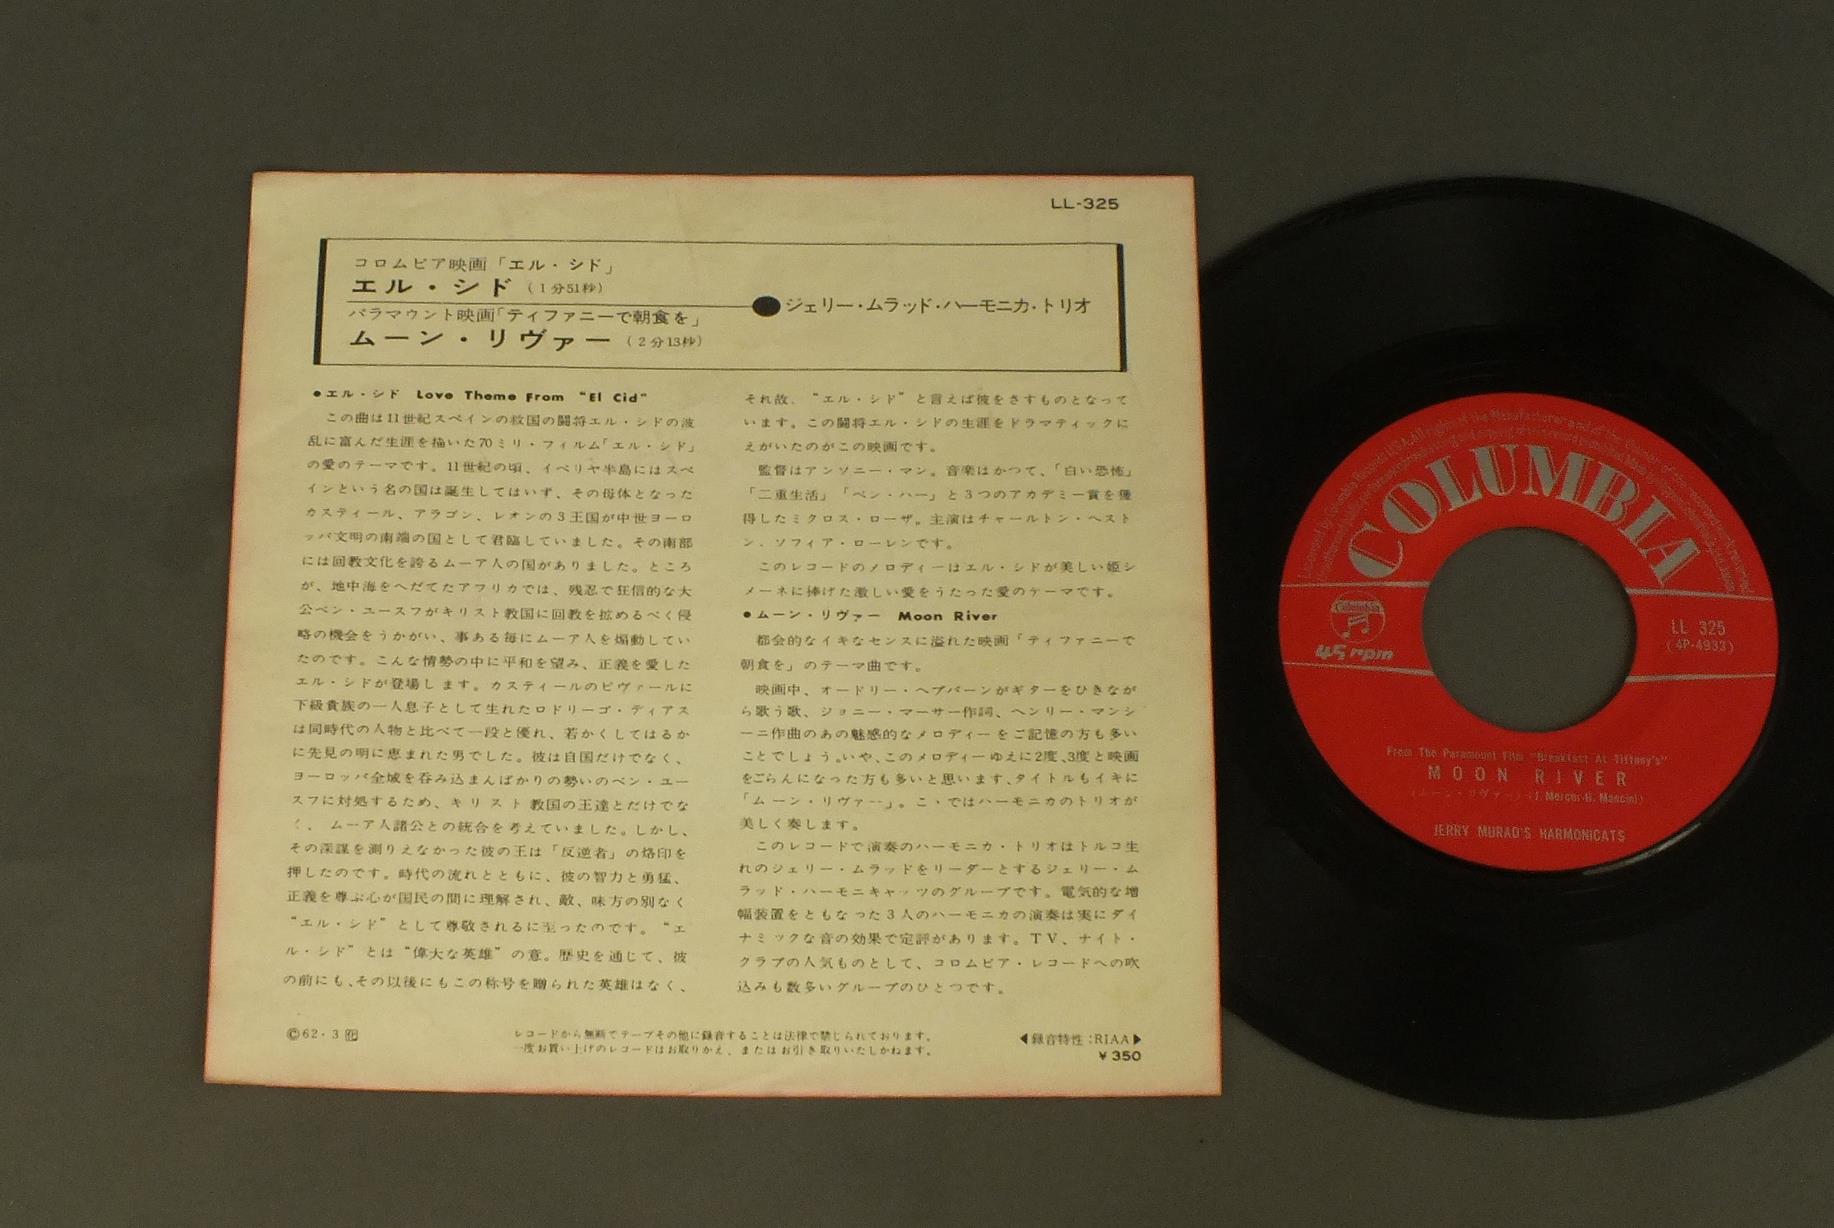 LL-325
コロムビア映画「エル・シド」
エル・シド (1分51秒)
パラマウント映画「ティファニーで朝食を」
ムーン・リヴァー (2分13秒)
●ジェリー・ムラッド・ハーモニカ・トリオ
●エル・シド Love Theme From "El Cid"
この曲は11世紀スペインの救国の闘将エル・シドの波
乱に富んだ生涯を描いた70ミリ・フィルム「エル・シド」
の愛のテーマです。11世紀の頃、イベリヤ半島にはスペ
インという名の国は誕生してはいず、その母体となった
カスティール、アラゴン、レオンの3王国が中世ヨーロ
ッパ文明の南端の国として君臨していました。その南部
には回教文化を誇るムーア人の国がありました。ところ
が、地中海をへだてたアフリカでは、残忍で狂信的な大
公ベン・ユースフがキリスト教国に回教を拡めるべく侵
略の機会をうかがい、事ある毎にムーア人を煽動してい
たのです。こんな情勢の中に平和を望み、正義を愛した
エル・シドが登場します。カスティールのビヴァールに
下級貴族の一人息子として生れたロドリーゴ・ディアス
は同時代の人物と比べて一段と優れ、若かくしてはるか
に先見の明に恵まれた男でした。彼は自国だけでなく、
ヨーロッパ全域を呑み込まんばかりの勢いのベン・ユー
スフに対処するため、キリスト教国の王達とだけでな
く、ムーア人諸公との統合を考えていました。しかし、
その深謀を測りえなかった彼の王は「反逆者」の烙印を
押したのです。時代の流れとともに、彼の智力と勇猛、
正義を尊ぶ心が国民の間に理解され、敵、味方の別なく
“エル・シド”として尊敬されるに至ったのです。“エ
ル・シド”とは“偉大な英雄”の意。歴史を通じて、彼
の前にも、その以後にもこの称号を贈られた英雄はなく、
それ故、“エル・シド”と言えば彼をさすものとなって
います。この闘将エル・シドの生涯をドラマティックに
えがいたのがこの映画です。
監督はアンソニー・マン。音楽はかつて、「白い恐怖」
「二重生活」「ベン・ハー」と3つのアカデミー賞を獲
得したミクロス・ローザ。主演はチャールトン・ヘスト
ン、ソフィア・ローレンです。
このレコードのメロディーはエル・シドが美しい姫シ
メーネに捧げた激しい愛をうたった愛のテーマです。
●ムーン・リヴァー Moon River
都会的なイキなセンスに溢れた映画「ティファニーで
朝食を」のテーマ曲です。
映画中、オードリー・ヘプバーンがギターをひきなが
ら歌う歌、ジョニー・マーサー作詞、ヘンリー・マンシ
ーニ作曲のあの魅惑的なメロディーをご記憶の方も多い
ことでしょう。いや、このメロディーゆえに2度、3度と映画
をごらんになった方も多いと思います、タイトルもイキに
「ムーン・リヴァー」。こゝではハーモニカのトリオが
美しく奏します。
このレコードで演奏のハーモニカ・トリオはトルコ生
れのジェリー・ムラッドをリーダーとするジェリー・ム
ラッド・ハーモニキャッツのグループです。電気的な増
幅装置をともなった3人のハーモニカの演奏は実にダイ
ナミックな音の効果で定評があります。TV、ナイト・
クラブの人気ものとして、コロムビア・レコードへの吹
込みも数多いグループのひとつです。
©62・3
レコードから無断でテープその他に録音することは法律で禁じられております。
一度お買い上げのレコードはお取りかえ、またはお引き取りいたしかねます。
◀録音特性:RIAA▶
¥350
COLUMBIA
Columbia
45 rpm
LL 325
(4P-4933)
From The Paramount Film "Breakfast At Tiffany's"
MOON RIVER
(ムーン・リヴァー) (J. Mercer-H. Mancini)
JERRY MURAD'S HARMONICATS